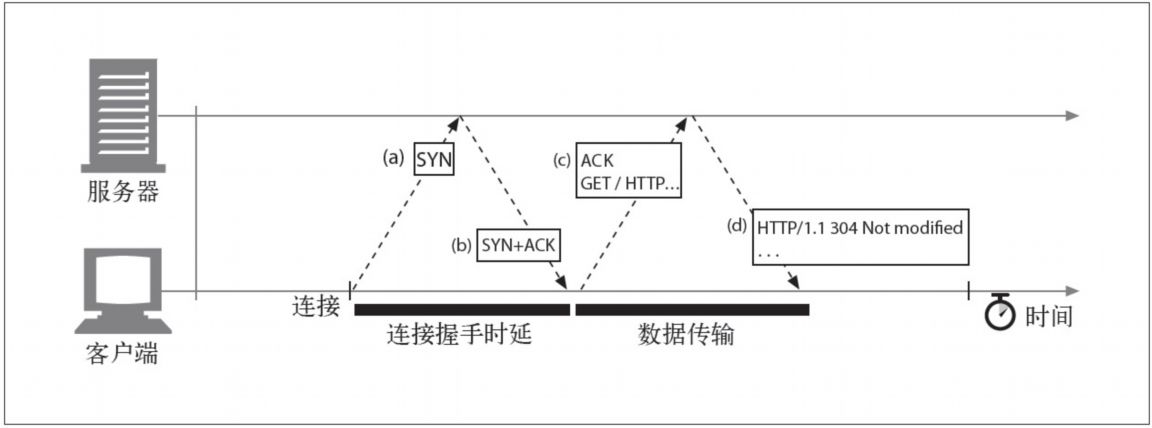 服务器
(a) SYN
(b) SYN+ACK
(c) ACK
GET / HTTP...
(d) HTTP/1.1 304 Not modified
...
客户端
连接
连接握手时延
数据传输
时间